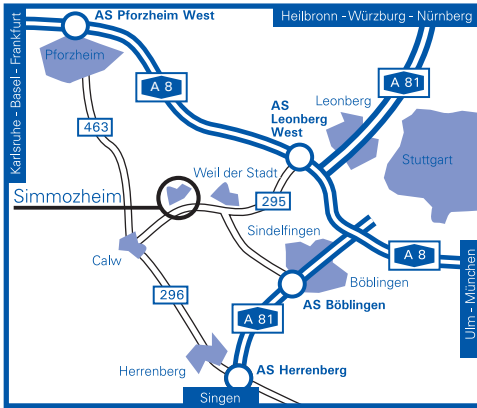 AS Pforzheim West
Heilbronn - Würzburg - Nürnberg
Karlsruhe - Basel - Frankfurt
Pforzheim
A 8
A 81
AS
Leonberg
West
Leonberg
463
Stuttgart
Weil der Stadt
Simmozheim
295
Sindelfingen
Calw
A 8
Ulm - München
Böblingen
296
AS Böblingen
A 81
Herrenberg
AS Herrenberg
Singen